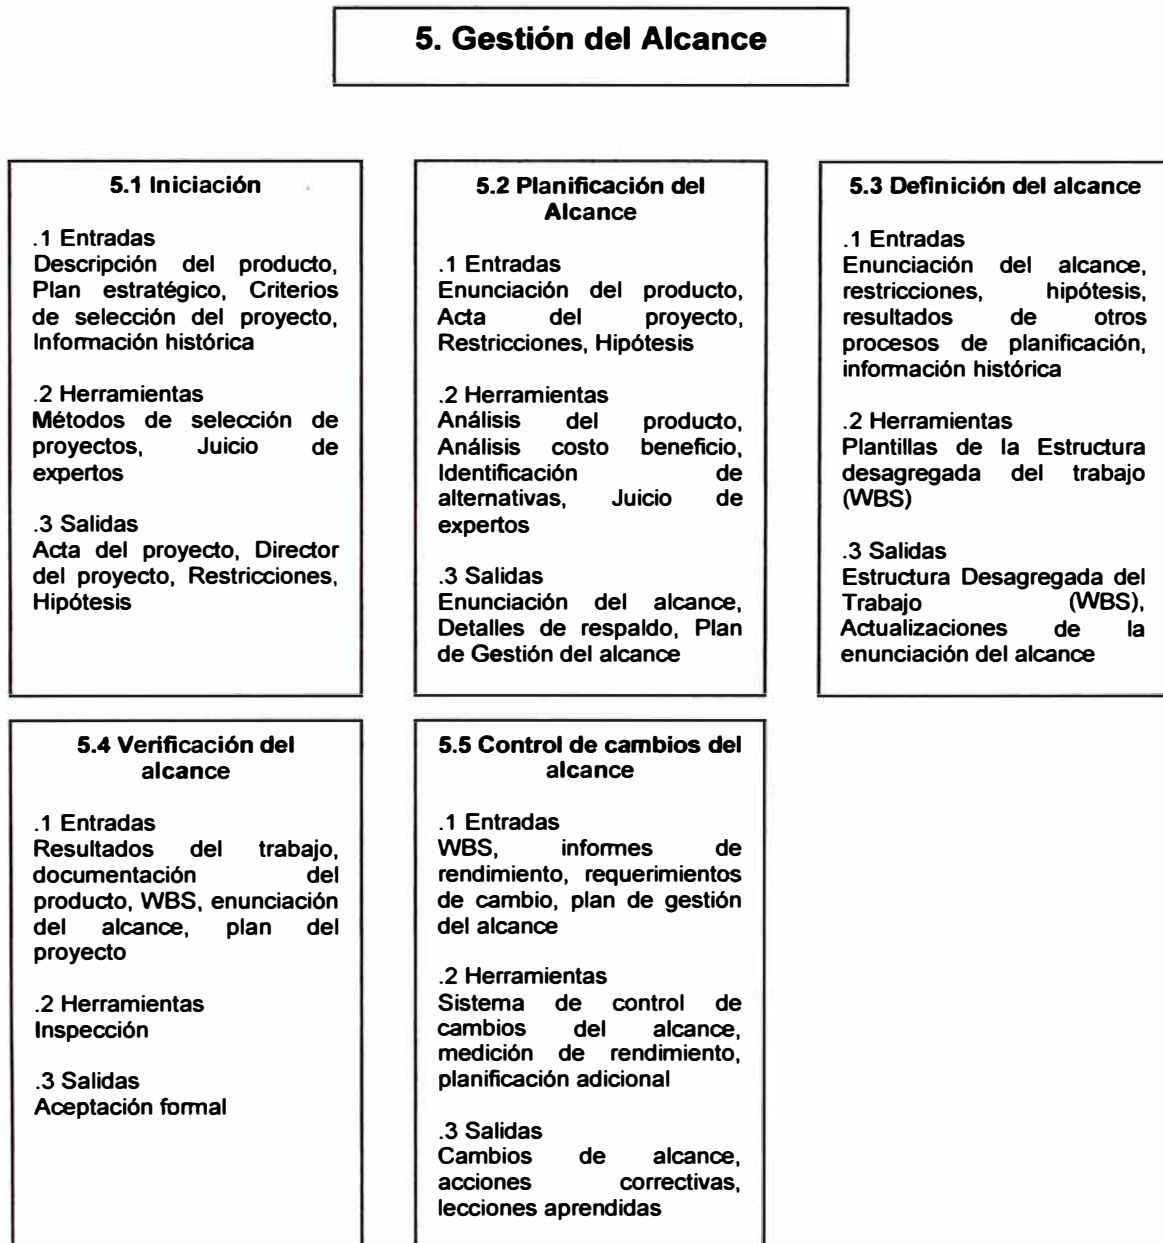 5. Gestión del Alcance
5.1 Iniciación
.1 Entradas
Descripción del producto,
Plan estratégico, Criterios
de selección del proyecto,
Información histórica
.2 Herramientas
Métodos de selección de
proyectos, Juicio de
expertos
.3 Salidas
Acta del proyecto, Director
del proyecto, Restricciones,
Hipótesis
5.2 Planificación del
Alcance
.1 Entradas
Enunciación del producto,
Acta del proyecto,
Restricciones, Hipótesis
.2 Herramientas
Análisis del producto,
Análisis costo beneficio,
Identificación de
alternativas, Juicio de
expertos
.3 Salidas
Enunciación del alcance,
Detalles de respaldo, Plan
de Gestión del alcance
5.3 Definición del alcance
.1 Entradas
Enunciación del alcance,
restricciones, hipótesis,
resultados de otros
procesos de planificación,
información histórica
.2 Herramientas
Plantillas de la Estructura
desagregada del trabajo
(WBS)
.3 Salidas
Estructura Desagregada del
Trabajo (WBS),
Actualizaciones de la
enunciación del alcance
5.4 Verificación del
alcance
.1 Entradas
Resultados del trabajo,
documentación del
producto, WBS, enunciación
del alcance, plan del
proyecto
.2 Herramientas
Inspección
.3 Salidas
Aceptación formal
5.5 Control de cambios del
alcance
.1 Entradas
WBS, informes de
rendimiento, requerimientos
de cambio, plan de gestión
del alcance
.2 Herramientas
Sistema de control de
cambios del alcance,
medición de rendimiento,
planificación adicional
.3 Salidas
Cambios de alcance,
acciones correctivas,
lecciones aprendidas